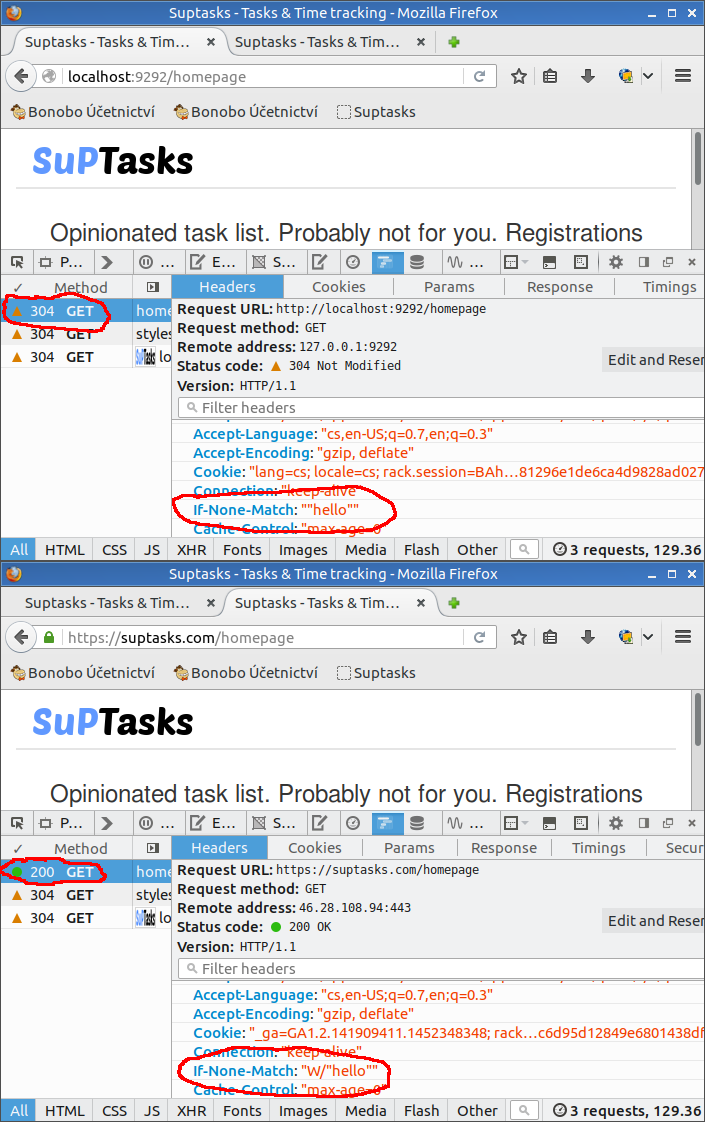 Suptasks - Tasks & Time tracking - Mozilla Firefox
Suptasks - Tasks & Tim… × Suptasks - Tasks & Time… ×
localhost:9292/homepage
Bonobo Účetnictví Bonobo Účetnictví Suptasks
SuPTasks
Opinionated task list. Probably not for you. Registrations
P… … E… S… …
✓ Method Headers Cookies Params Response Timings
304 GET home
304 GET styles
304 GET lo
Request URL: http://localhost:9292/homepage
Request method: GET
Remote address: 127.0.0.1:9292
Status code: 304 Not Modified
Edit and Reser
Version: HTTP/1.1
Filter headers
Accept-Language: "cs,en-US;q=0.7,en;q=0.3"
Accept-Encoding: "gzip, deflate"
Cookie: "lang=cs; locale=cs; rack.session=BAh…81296e1de6ca4d9828ad027
Connection: "keep-alive"
If-None-Match: ""hello""
Cache-Control: "max-age=0"
All HTML CSS JS XHR Fonts Images Media Flash Other 3 requests, 129.36
Suptasks - Tasks & Time tracking - Mozilla Firefox
Suptasks - Tasks & Tim… × Suptasks - Tasks & Time… ×
https://suptasks.com/homepage
Bonobo Účetnictví Bonobo Účetnictví Suptasks
SuPTasks
Opinionated task list. Probably not for you. Registrations
P… … E… S… …
✓ Method Headers Cookies Params Response Timings Secur
200 GET home
304 GET styles
304 GET lo
Request URL: https://suptasks.com/homepage
Request method: GET
Remote address: 46.28.108.94:443
Status code: 200 OK
Edit and Reser
Version: HTTP/1.1
Filter headers
Accept-Language: "cs,en-US;q=0.7,en;q=0.3"
Accept-Encoding: "gzip, deflate"
Cookie: "_ga=GA1.2.141909411.1452348348; rack…c6d95d12849e6801438df
Connection: "keep-alive"
If-None-Match: "W/"hello""
Cache-Control: "max-age=0"
All HTML CSS JS XHR Fonts Images Media Flash Other 3 requests, 129.36